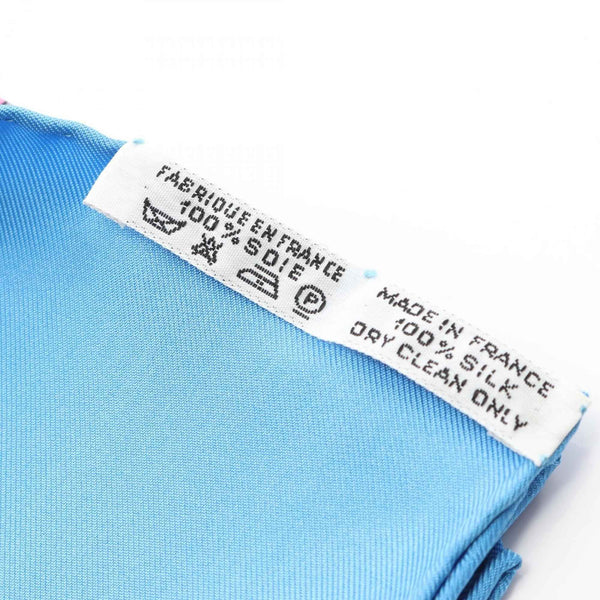 FABRIQUE EN FRANCE
100% SOIE
P
MADE IN FRANCE
100% SILK
DRY CLEAN ONLY